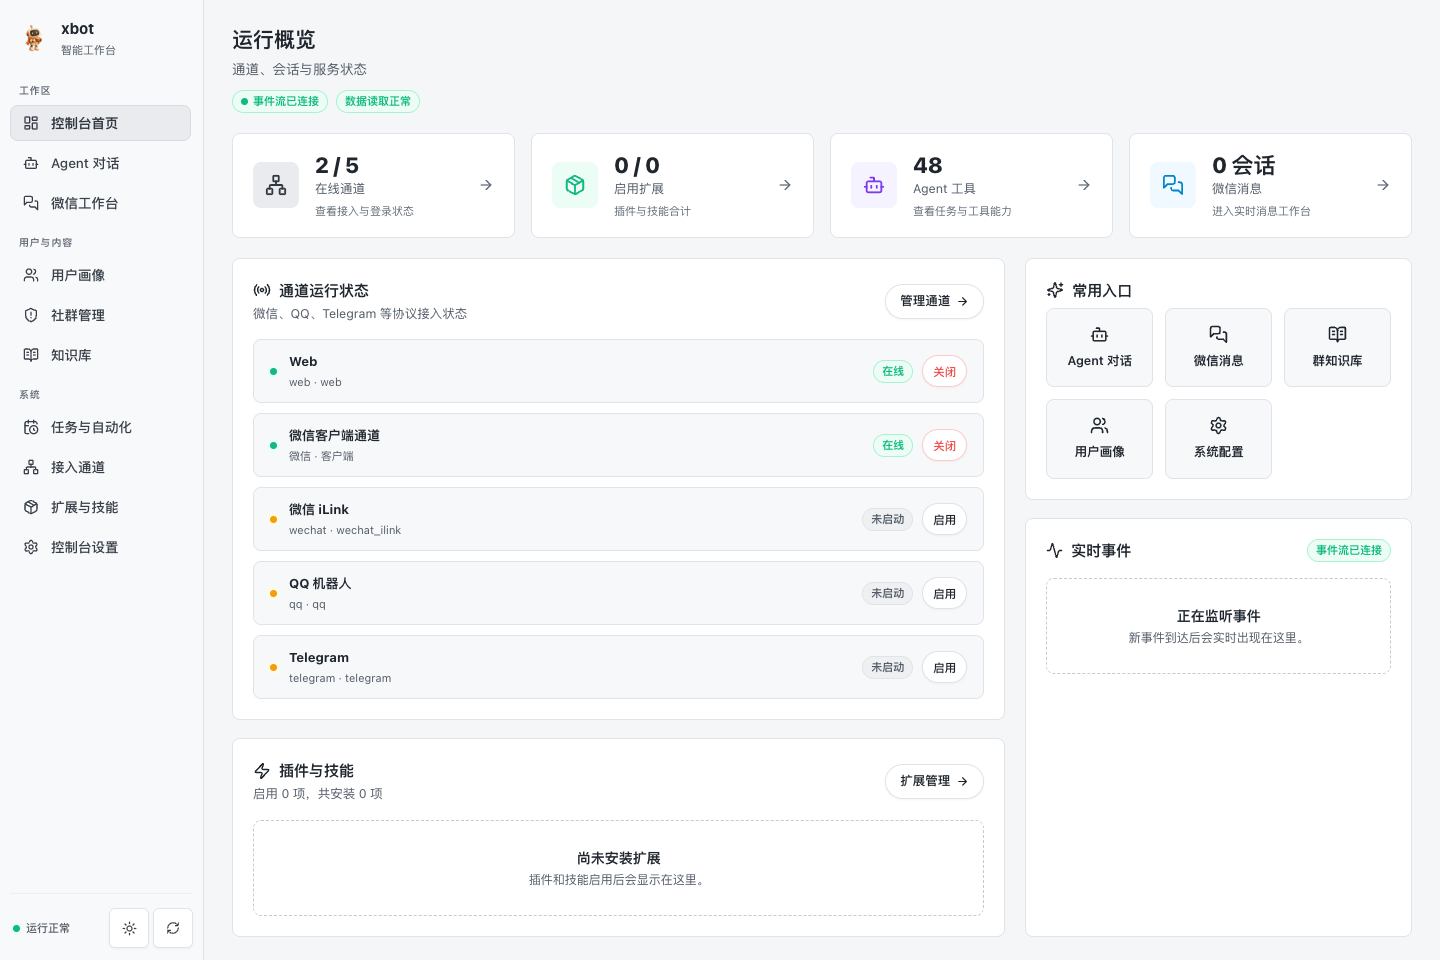 xbot
智能工作台
工作区
控制台首页
Agent 对话
微信工作台
用户与内容
用户画像
社群管理
知识库
系统
任务与自动化
接入通道
扩展与技能
控制台设置
运行正常
运行概览
通道、会话与服务状态
事件流已连接
数据读取正常
2 / 5
在线通道
查看接入与登录状态
0 / 0
启用扩展
插件与技能合计
48
Agent 工具
查看任务与工具能力
0 会话
微信消息
进入实时消息工作台
通道运行状态
微信、QQ、Telegram 等协议接入状态
管理通道
Web
web · web
在线
关闭
微信客户端通道
微信 · 客户端
在线
关闭
微信 iLink
wechat · wechat_ilink
未启动
启用
QQ 机器人
qq · qq
未启动
启用
Telegram
telegram · telegram
未启动
启用
插件与技能
启用 0 项，共安装 0 项
扩展管理
尚未安装扩展
插件和技能启用后会显示在这里。
常用入口
Agent 对话
微信消息
群知识库
用户画像
系统配置
实时事件
事件流已连接
正在监听事件
新事件到达后会实时出现在这里。